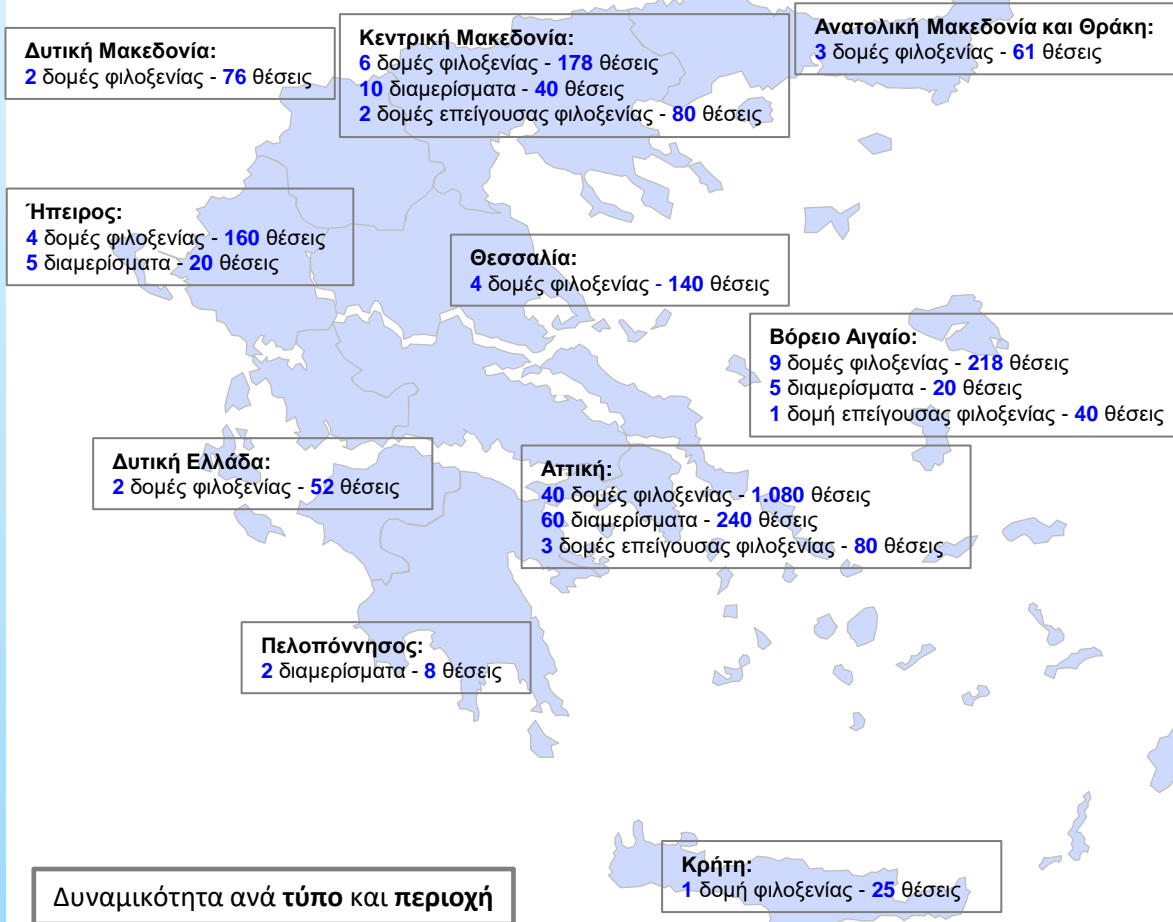 Δυτική Μακεδονία:
2 δομές φιλοξενίας - 76 θέσεις
Κεντρική Μακεδονία:
6 δομές φιλοξενίας - 178 θέσεις
10 διαμερίσματα - 40 θέσεις
2 δομές επείγουσας φιλοξενίας - 80 θέσεις
Ανατολική Μακεδονία και Θράκη:
3 δομές φιλοξενίας - 61 θέσεις
Ήπειρος:
4 δομές φιλοξενίας - 160 θέσεις
5 διαμερίσματα - 20 θέσεις
Θεσσαλία:
4 δομές φιλοξενίας - 140 θέσεις
Βόρειο Αιγαίο:
9 δομές φιλοξενίας - 218 θέσεις
5 διαμερίσματα - 20 θέσεις
1 δομή επείγουσας φιλοξενίας - 40 θέσεις
Δυτική Ελλάδα:
2 δομές φιλοξενίας - 52 θέσεις
Αττική:
40 δομές φιλοξενίας - 1.080 θέσεις
60 διαμερίσματα - 240 θέσεις
3 δομές επείγουσας φιλοξενίας - 80 θέσεις
Πελοπόννησος:
2 διαμερίσματα - 8 θέσεις
Κρήτη:
1 δομή φιλοξενίας - 25 θέσεις
Δυναμικότητα ανά τύπο και περιοχή